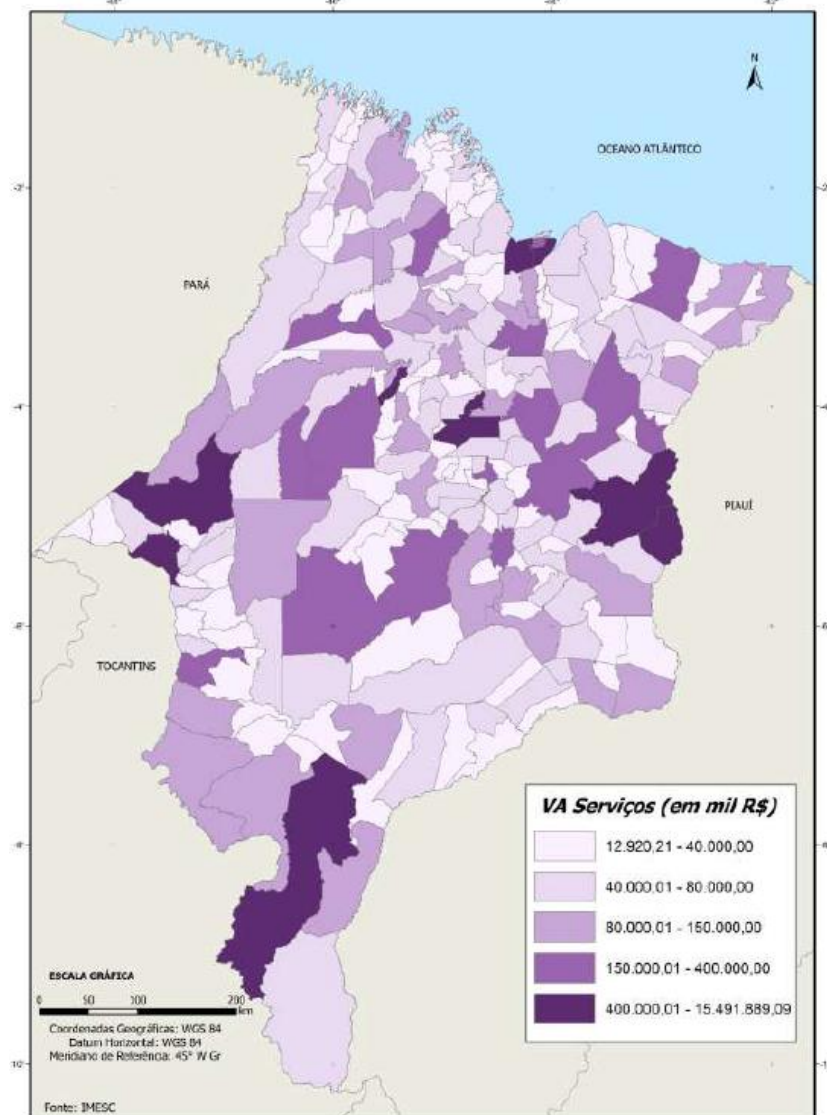 N
OCEANO ATLÂNTICO
-2°
PARÁ
-4°
PIAUÍ
TOCANTINS
VA Serviços (em mil R$)
12.920,21 - 40.000,00
40.000,01 - 80.000,00
80.000,01 - 150.000,00
150.000,01 - 400.000,00
400.000,01 - 15.491.889,09
ESCALA GRÁFICA
0 50 100 200
km
Coordenadas Geográficas: WGS 84
Datum Horizontal: WGS 84
Meridiano de Referência: 45° W Gr
-10°
Fonte: IMESC